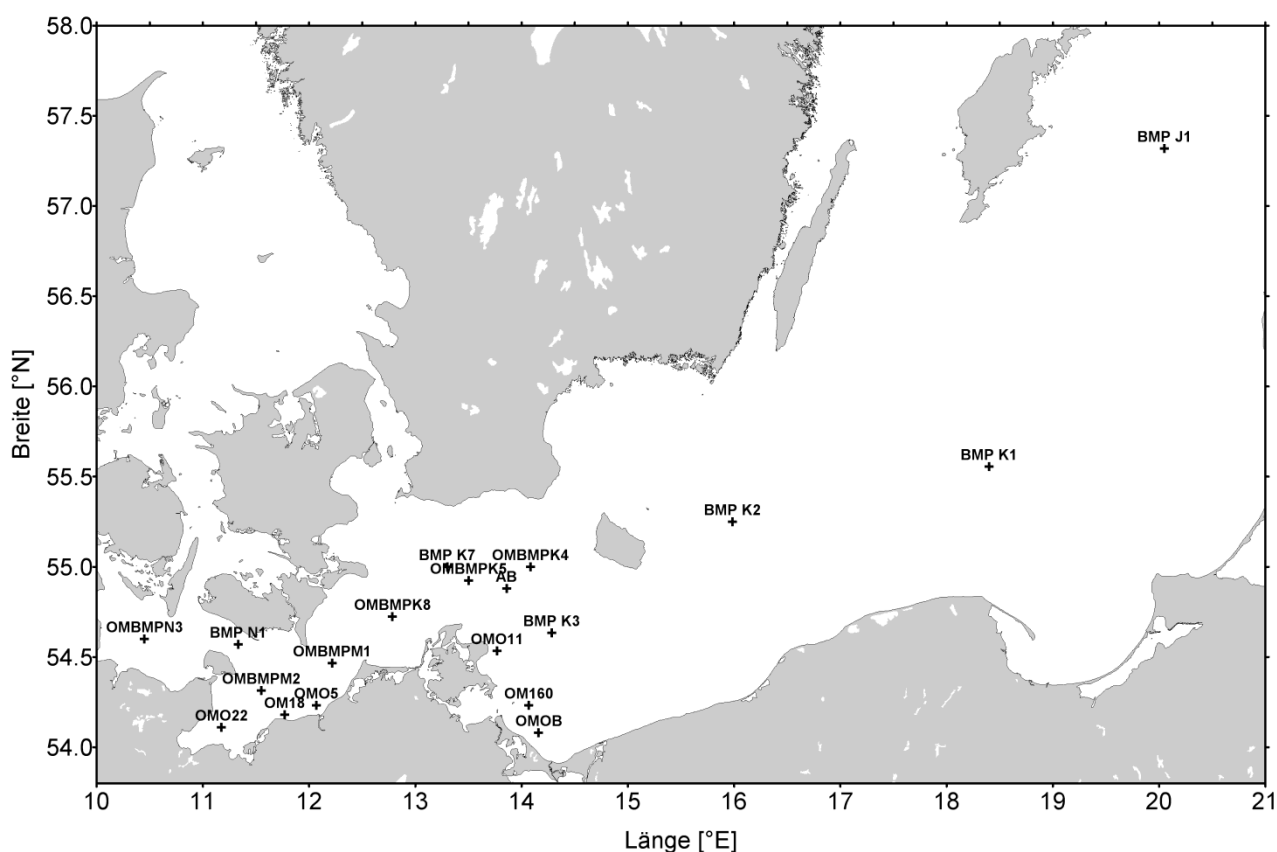 58.0
57.5
57.0
56.5
56.0
55.5
55.0
54.5
54.0
Breite [°N]
BMP J1
BMP K1
BMP K2
BMP K7
OMBMPK4
OMBMPK5
AB
OMBMPK8
BMP K3
OMBMPN3
BMP N1
OMO11
OMBMPM1
OMBMPM2
OMO5
OM18
OM160
OMO22
OMOB
10 11 12 13 14 15 16 17 18 19 20 21
Länge [°E]